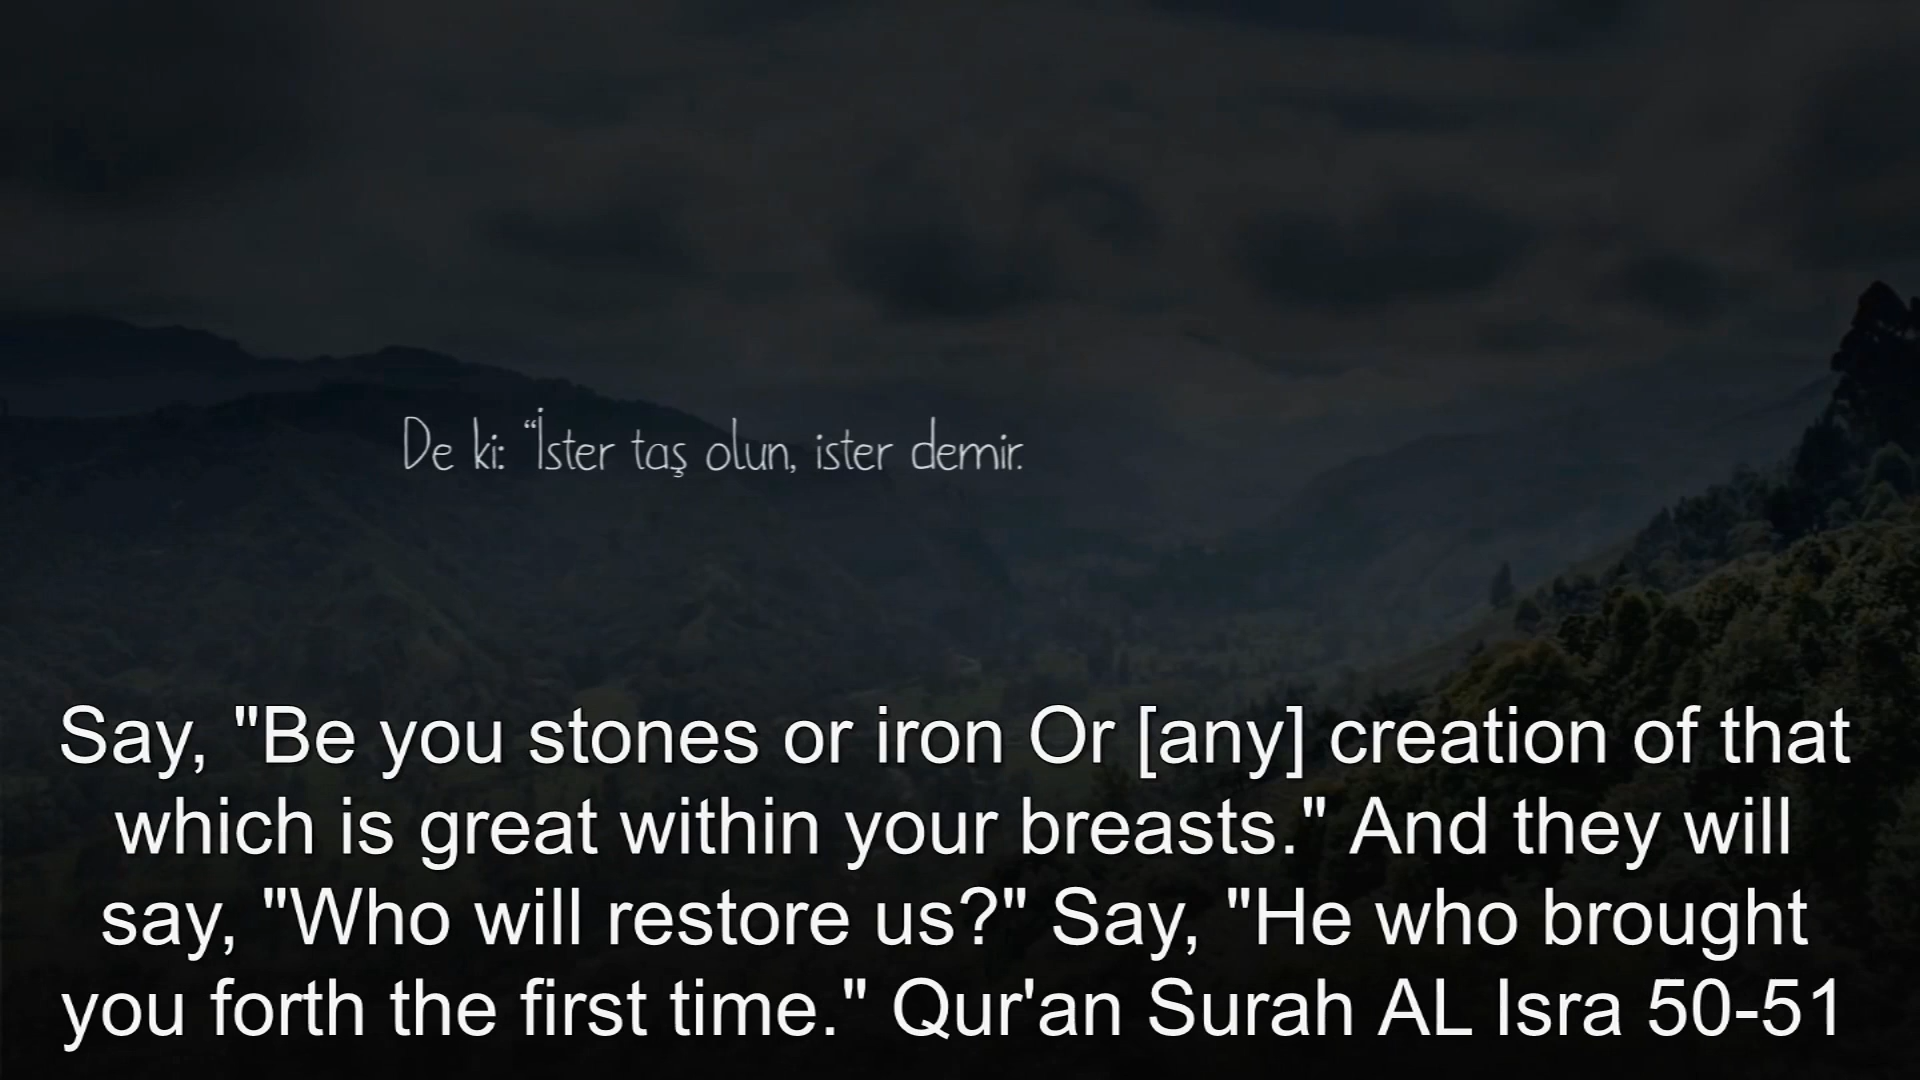 De ki: “İster taş olun, ister demir.
Say, "Be you stones or iron Or [any] creation of that
which is great within your breasts." And they will
say, "Who will restore us?" Say, "He who brought
you forth the first time." Qur'an Surah AL Isra 50-51